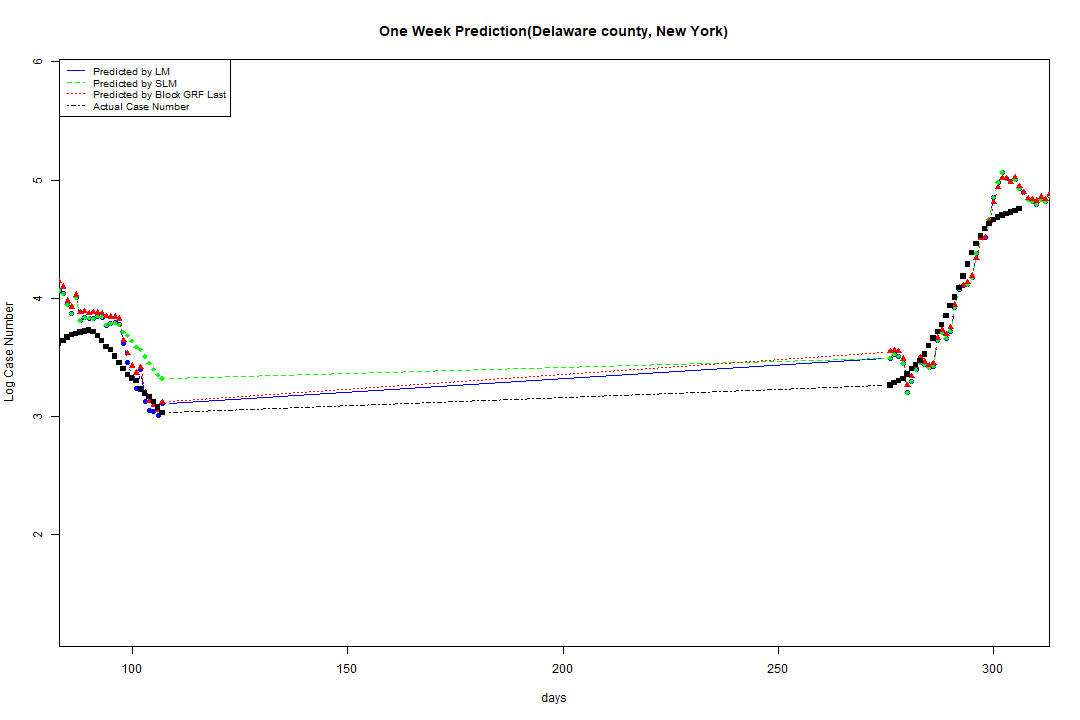 One Week Prediction(Delaware county, New York)
Predicted by LM
Predicted by SLM
Predicted by Block GRF Last
Actual Case Number
Log Case Number
6
5
4
3
2
100 150 200 250 300
days